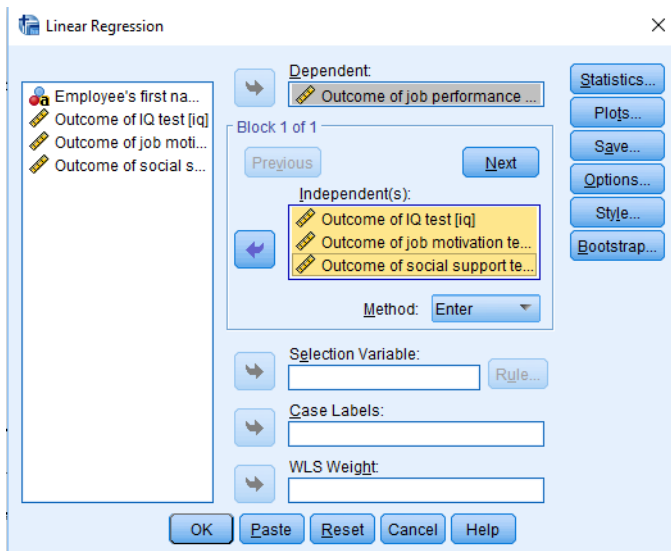 Linear Regression
Employee's first na...
Outcome of IQ test [iq]
Outcome of job moti...
Outcome of social s...
Dependent:
Outcome of job performance ...
Block 1 of 1
Previous
Next
Independent(s):
Outcome of IQ test [iq]
Outcome of job motivation te...
Outcome of social support te...
Method: Enter
Selection Variable:
Rule...
Case Labels:
WLS Weight:
Statistics...
Plots...
Save...
Options...
Style...
Bootstrap...
OK Paste Reset Cancel Help